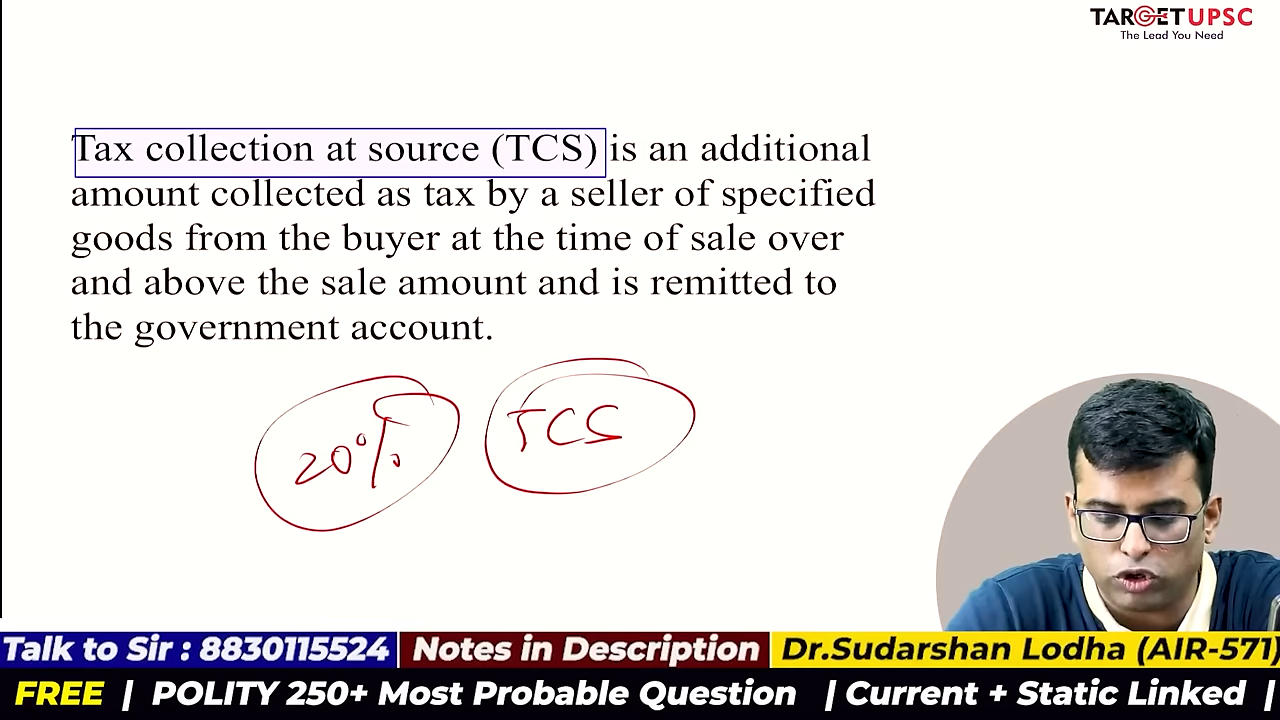 TARGET UPSC
The Lead You Need
Tax collection at source (TCS) is an additional
amount collected as tax by a seller of specified
goods from the buyer at the time of sale over
and above the sale amount and is remitted to
the government account.
20% TCS
Talk to Sir : 8830115524 Notes in Description Dr.Sudarshan Lodha (AIR-571)
FREE | POLITY 250+ Most Probable Question | Current + Static Linked |